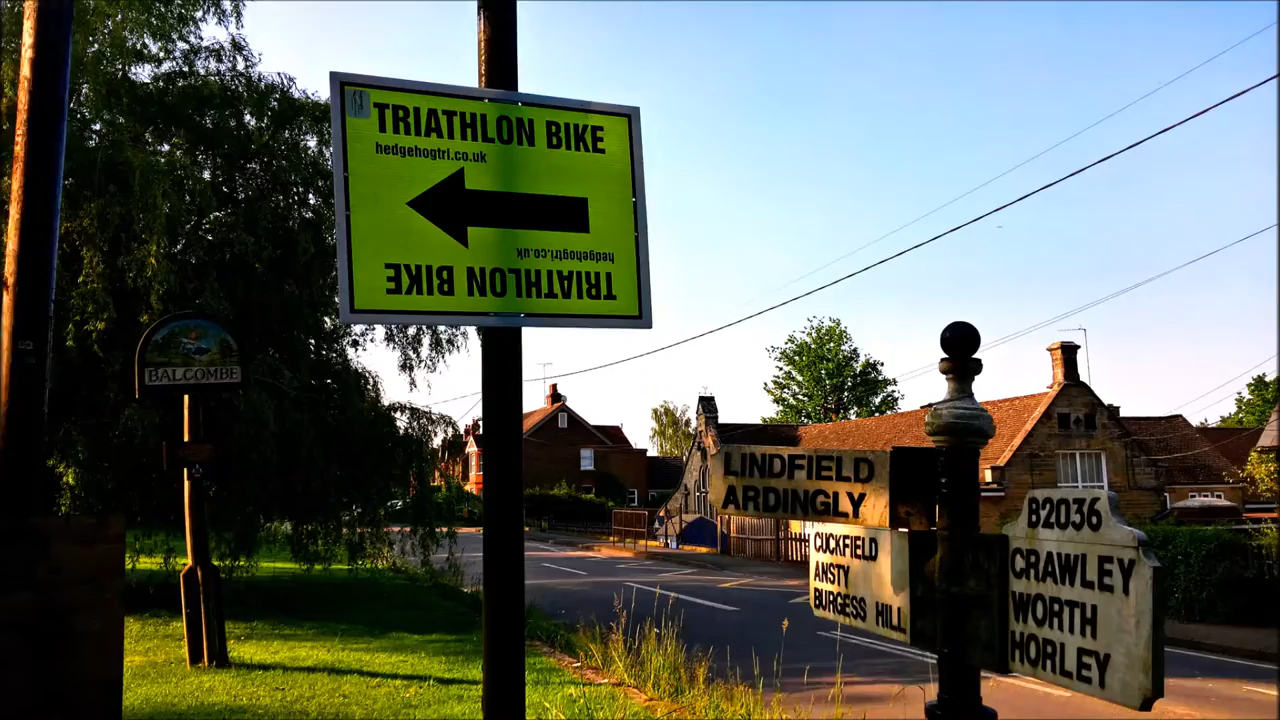 TRIATHLON BIKE
hedgehogtri.co.uk
hedgehogtri.co.uk
TRIATHLON BIKE
BALCOMBE
LINDFIELD
ARDINGLY
CUCKFIELD
ANSTY
BURGESS HILL
B2036
CRAWLEY
WORTH
HORLEY